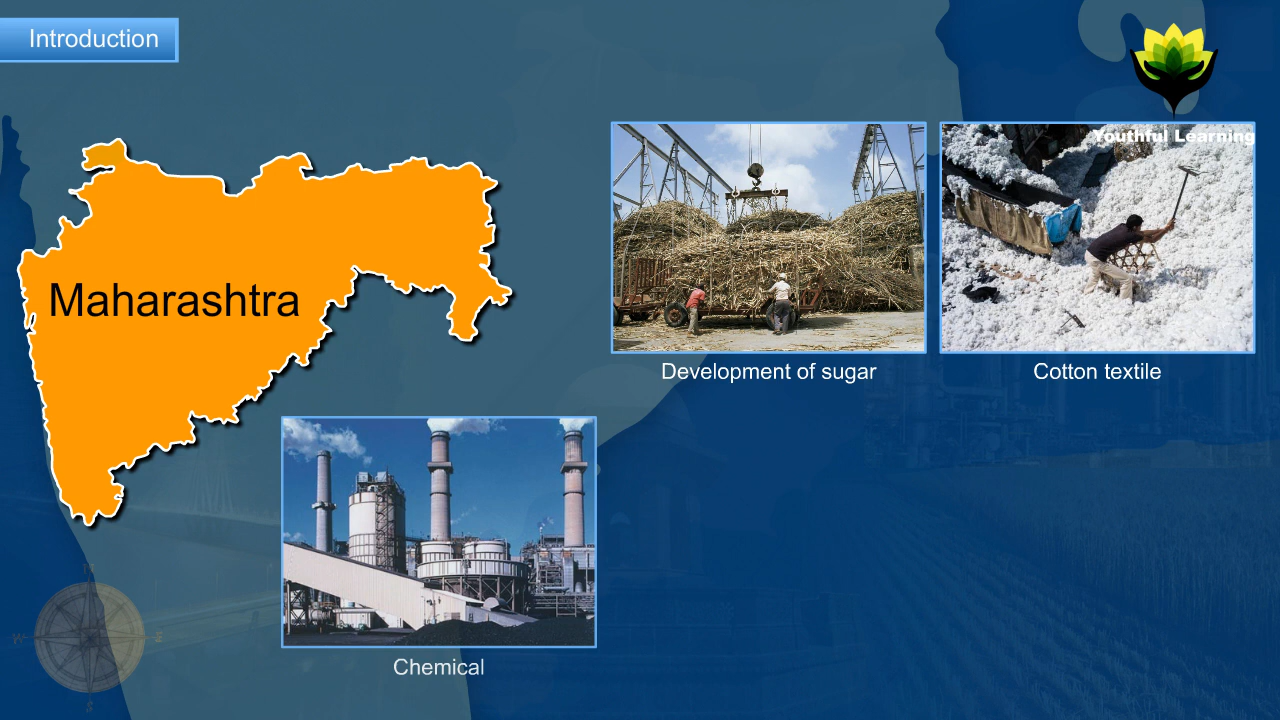 Introduction
Youthful Learning
Maharashtra
Development of sugar
Cotton textile
Chemical
N
W
E
S